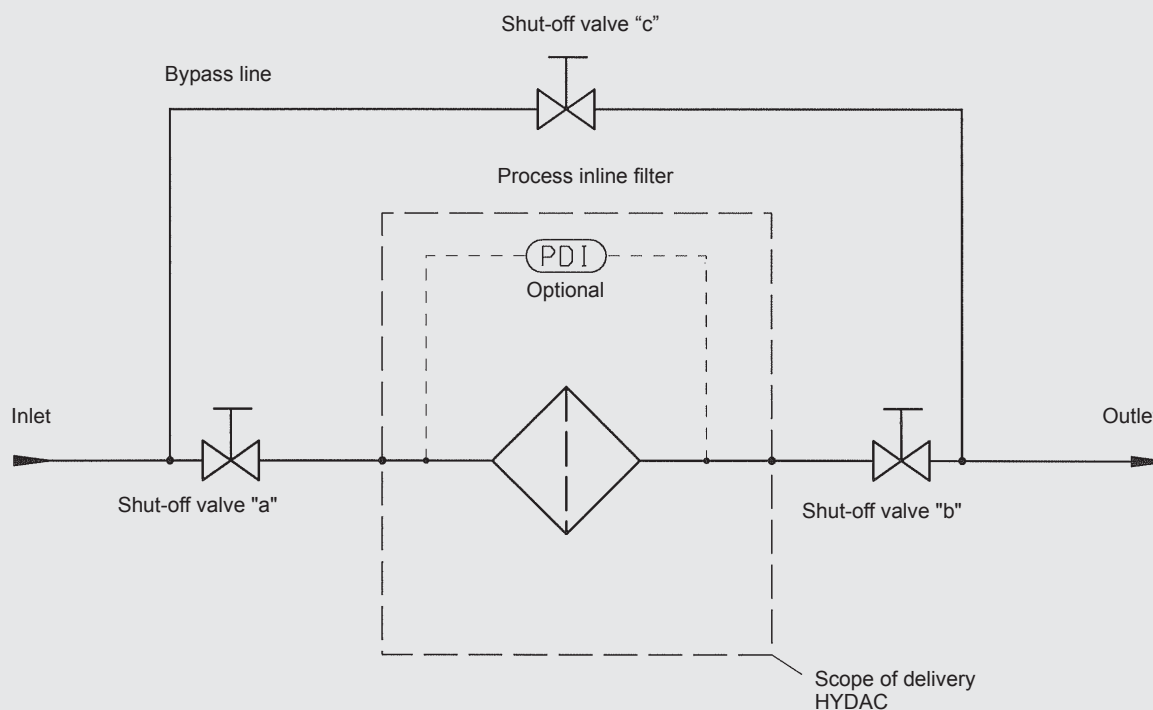 Shut-off valve “c”
Bypass line
Process inline filter
PDI
Optional
Inlet
Outlet
Shut-off valve "a"
Shut-off valve "b"
Scope of delivery
HYDAC